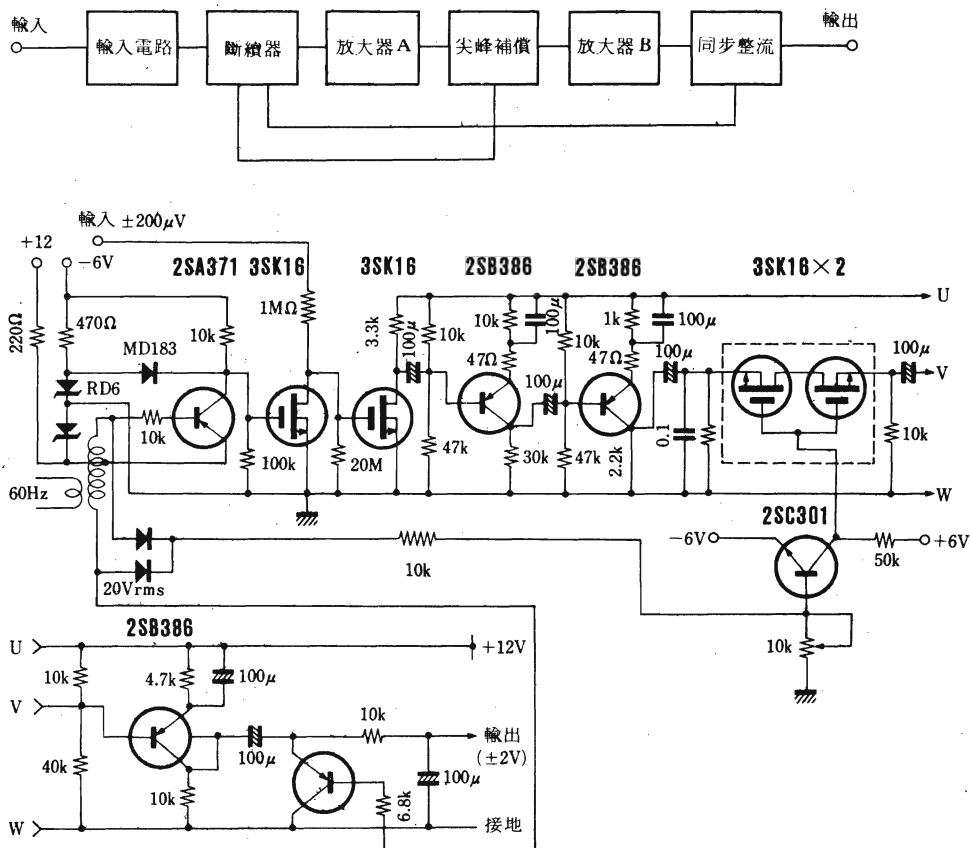 輸入
輸入電路
斷續器
放大器A
尖峰補償
放大器B
同步整流
輸出
輸入 ±200μV
+12
-6V
2SA371
3SK16
3SK16
2SB386
2SB386
3SK16×2
220Ω
470Ω
MD183
RD6
10k
10k
1MΩ
100k
20M
3.3k
100μ
10k
47k
10k
100μ
47Ω
100μ
30k
10k
47k
1k
100μ
47Ω
2.2k
100μ
0.1
100μ
10k
U
V
W
60Hz
20Vrms
10k
2SC301
-6V
+6V
50k
10k
2SB386
U
V
W
10k
40k
4.7k
100μ
10k
100μ
10k
100μ
6.8k
+12V
輸出
(±2V)
接地